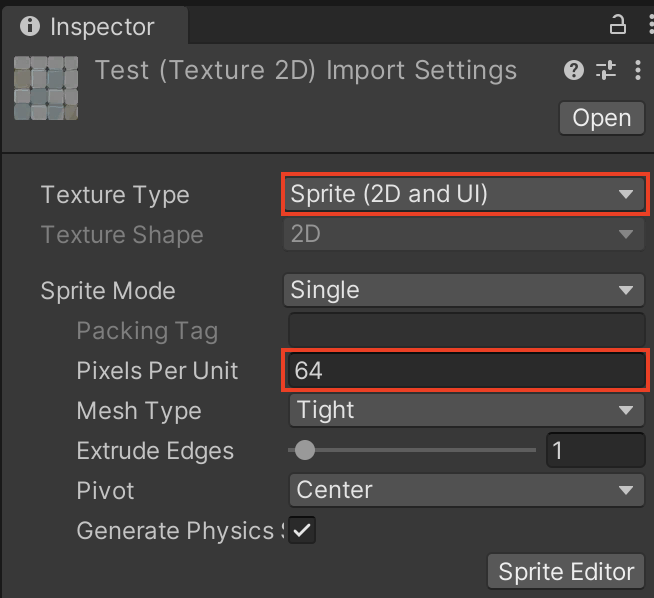 Inspector
Test (Texture 2D) Import Settings
Open
Texture Type Sprite (2D and UI)
Texture Shape 2D
Sprite Mode Single
Packing Tag
Pixels Per Unit 64
Mesh Type Tight
Extrude Edges 1
Pivot Center
Generate Physics S
Sprite Editor